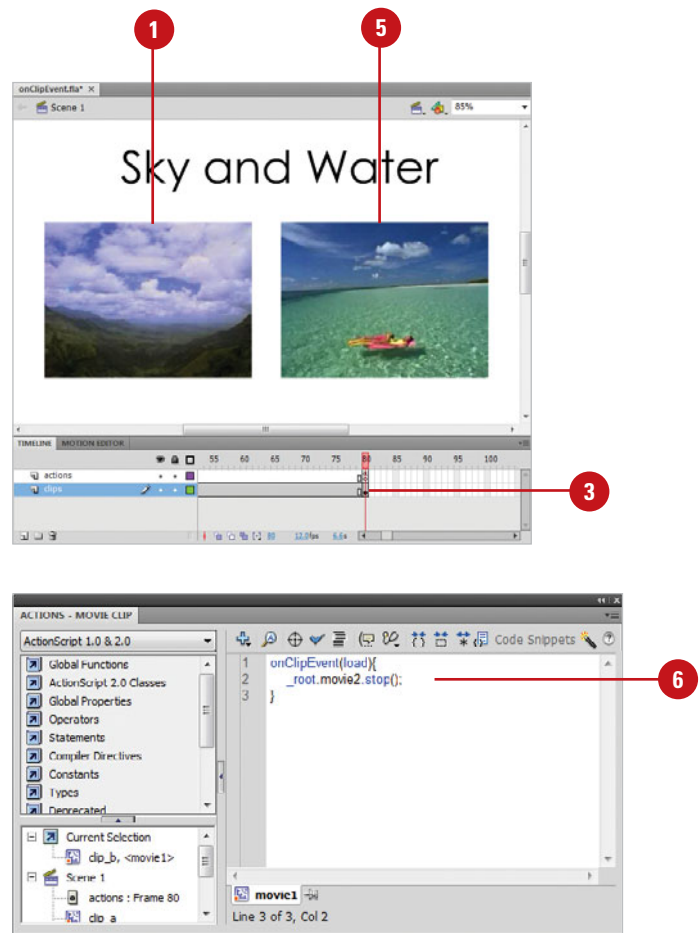 1
5
onClipEvent.fla* ×
Scene 1
85%
Sky and Water
TIMELINE MOTION EDITOR
55 60 65 70 75 80 85 90 95 100
actions
clips
3
80 12.0fps 6.6s
ACTIONS - MOVIE CLIP
ActionScript 1.0 & 2.0
Code Snippets
Global Functions
ActionScript 2.0 Classes
Global Properties
Operators
Statements
Compiler Directives
Constants
Types
Deprecated
1 onClipEvent(load){
2 _root.movie2.stop();
3 }
6
Current Selection
clip_b, <movie1>
Scene 1
actions : Frame 80
clip_a
movie1
Line 3 of 3, Col 2